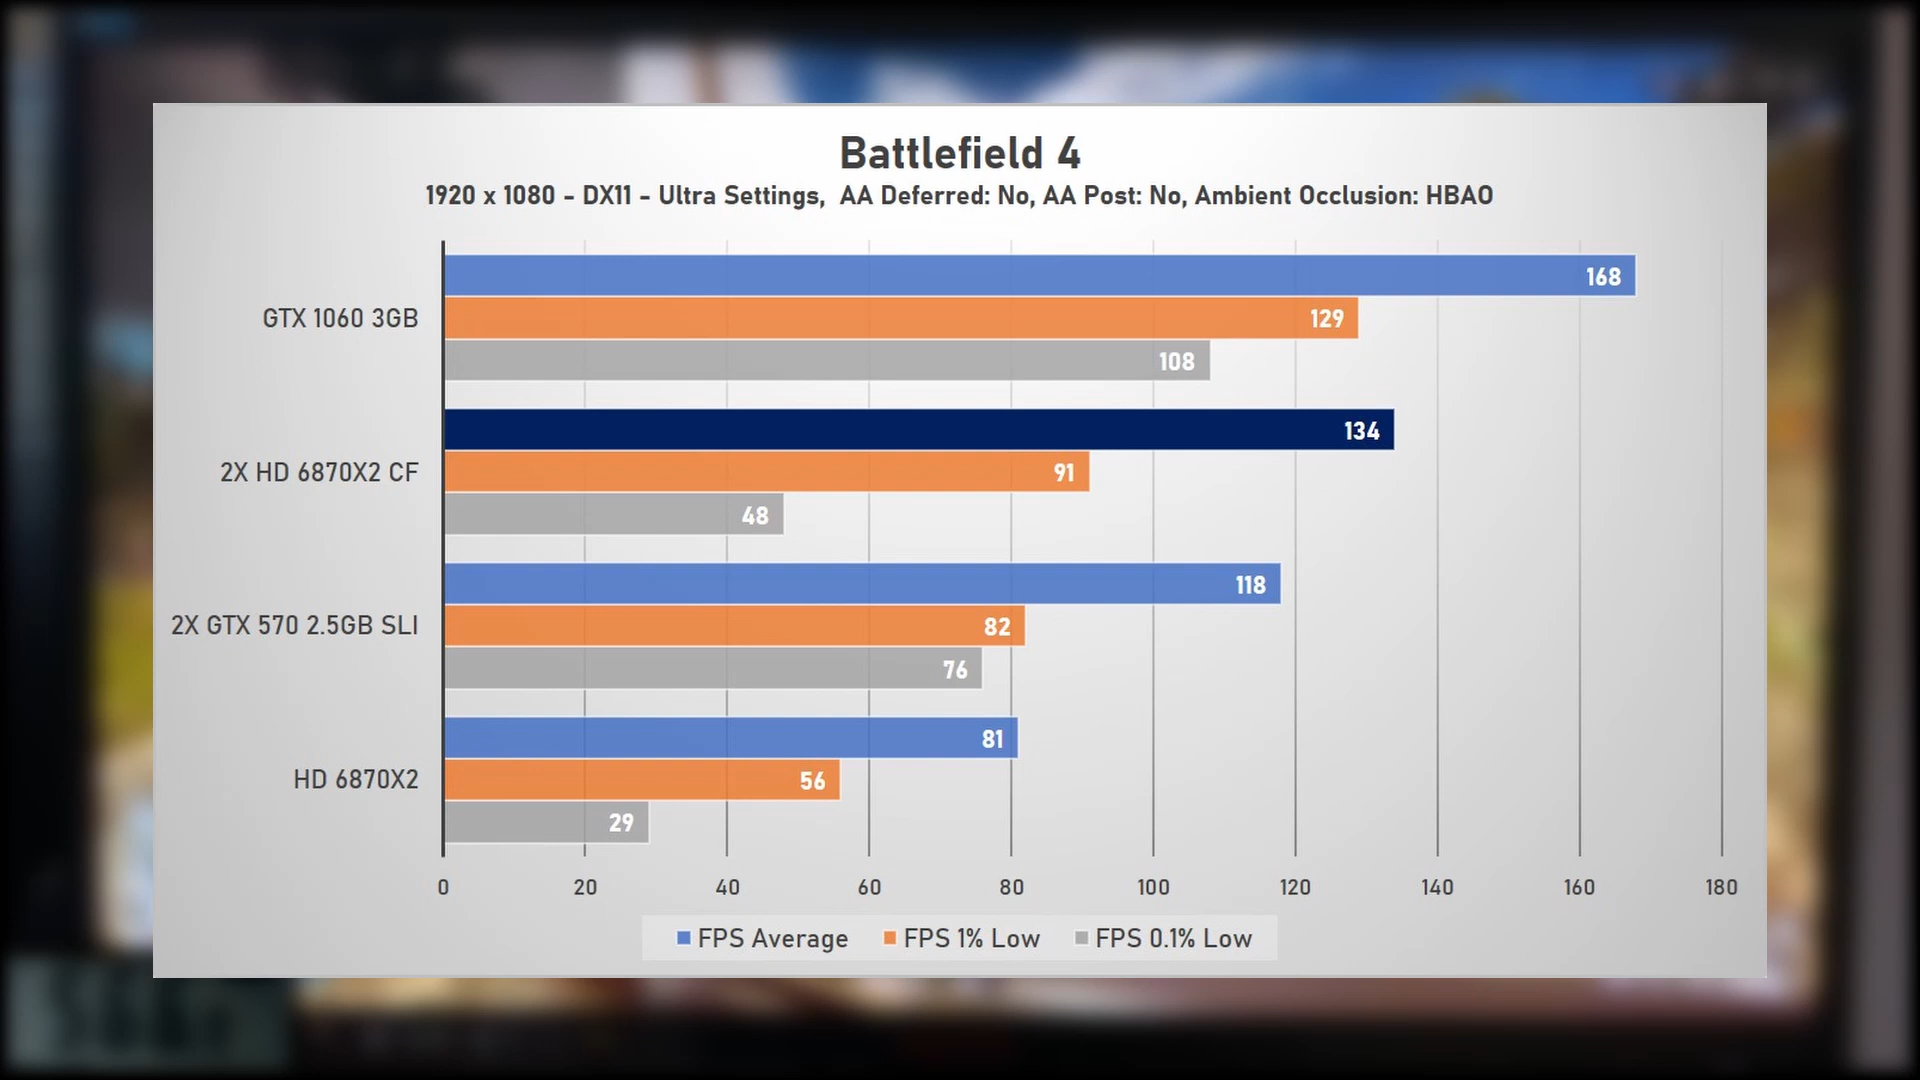 Battlefield 4
1920 x 1080 - DX11 - Ultra Settings, AA Deferred: No, AA Post: No, Ambient Occlusion: HBAO
GTX 1060 3GB
168
129
108
2X HD 6870X2 CF
134
91
48
2X GTX 570 2.5GB SLI
118
82
76
HD 6870X2
81
56
29
0 20 40 60 80 100 120 140 160 180
FPS Average FPS 1% Low FPS 0.1% Low